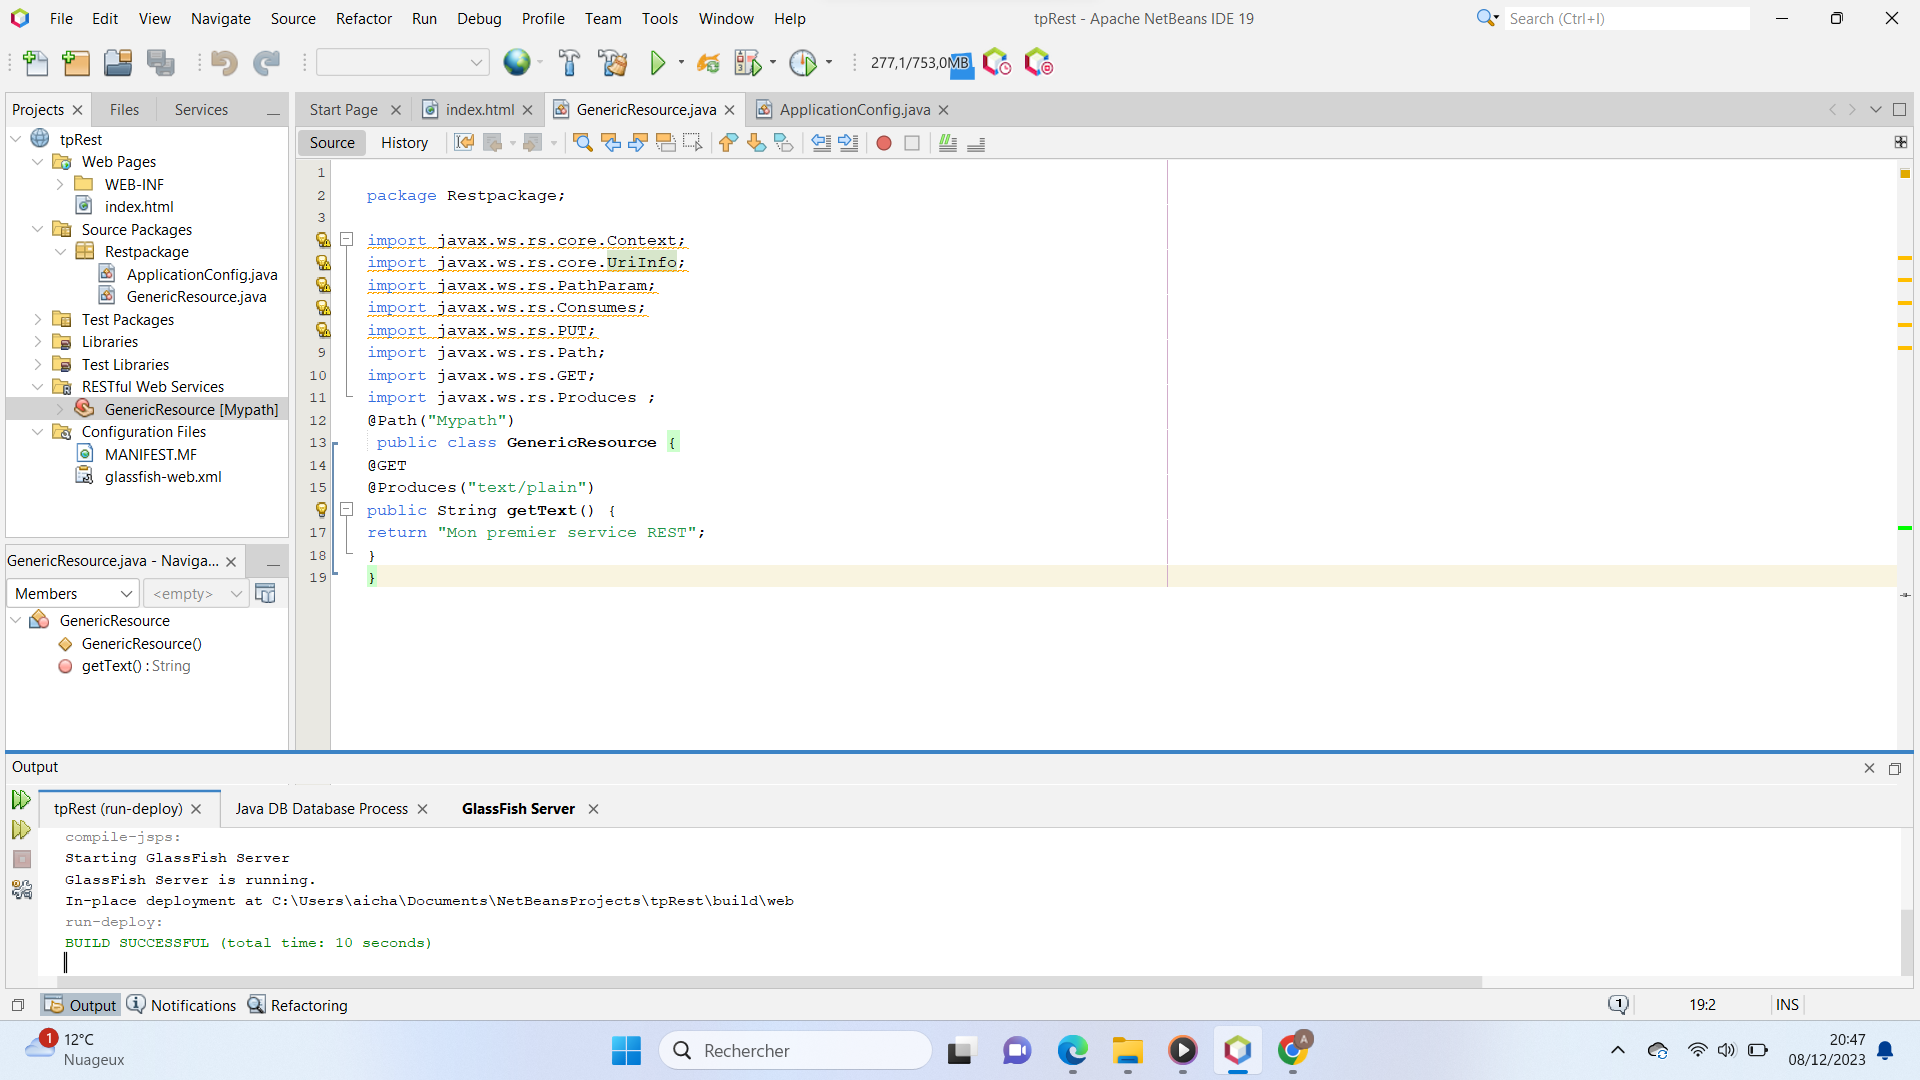 File Edit View Navigate Source Refactor Run Debug Profile Team Tools Window Help
tpRest - Apache NetBeans IDE 19
Search (Ctrl+I)
277,1/753,0MB
Projects Files Services
Start Page index.html GenericResource.java ApplicationConfig.java
Source History
tpRest
Web Pages
WEB-INF
index.html
Source Packages
Restpackage
ApplicationConfig.java
GenericResource.java
Test Packages
Libraries
Test Libraries
RESTful Web Services
GenericResource [Mypath]
Configuration Files
MANIFEST.MF
glassfish-web.xml
1
2 package Restpackage;
3
import javax.ws.rs.core.Context;
import javax.ws.rs.core.UriInfo;
import javax.ws.rs.PathParam;
import javax.ws.rs.Consumes;
import javax.ws.rs.PUT;
9 import javax.ws.rs.Path;
10 import javax.ws.rs.GET;
11 import javax.ws.rs.Produces ;
12 @Path("Mypath")
13 public class GenericResource {
14 @GET
15 @Produces("text/plain")
public String getText() {
17 return "Mon premier service REST";
18 }
19 }
GenericResource.java - Naviga...
Members <empty>
GenericResource
GenericResource()
getText() : String
Output
tpRest (run-deploy) Java DB Database Process GlassFish Server
compile-jsps:
Starting GlassFish Server
GlassFish Server is running.
In-place deployment at C:\Users\aicha\Documents\NetBeansProjects\tpRest\build\web
run-deploy:
BUILD SUCCESSFUL (total time: 10 seconds)
Output Notifications Refactoring
1 19:2 INS
1 12°C
Nuageux
Rechercher
A
20:47
08/12/2023